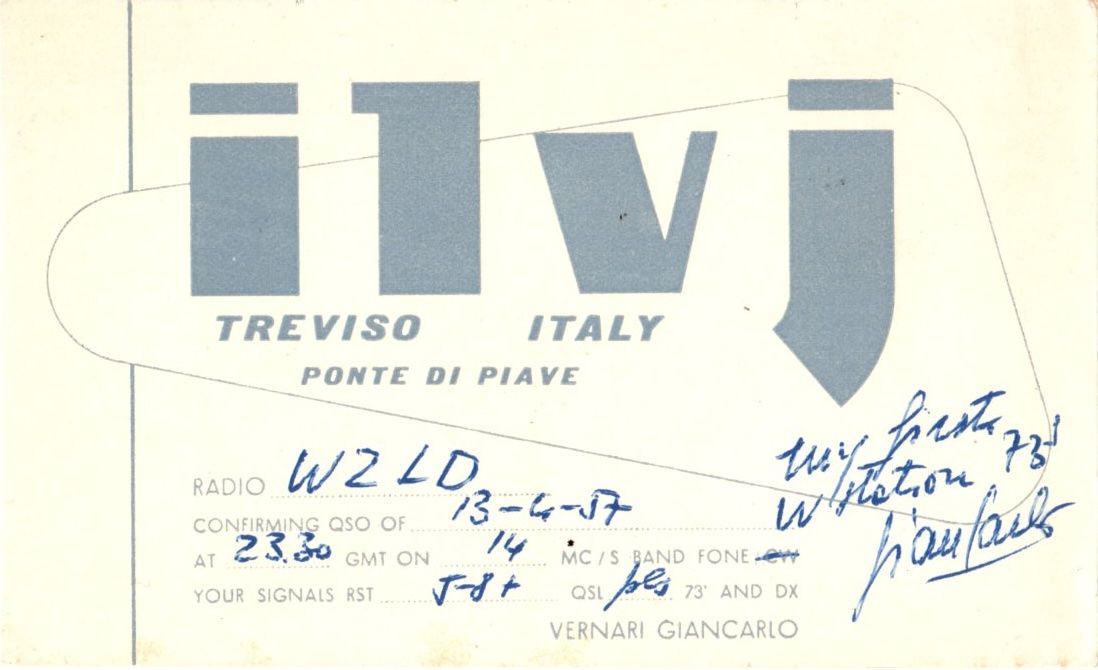 i1vj
TREVISO ITALY
PONTE DI PIAVE
RADIO W2LD
CONFIRMING QSO OF 13-4-57
AT 23.30 GMT ON 14 MC/S BAND FONE CW
YOUR SIGNALS RST 5-8+ QSL pls 73' AND DX
VERNARI GIANCARLO
my firste
W station 73'
Giancarlo